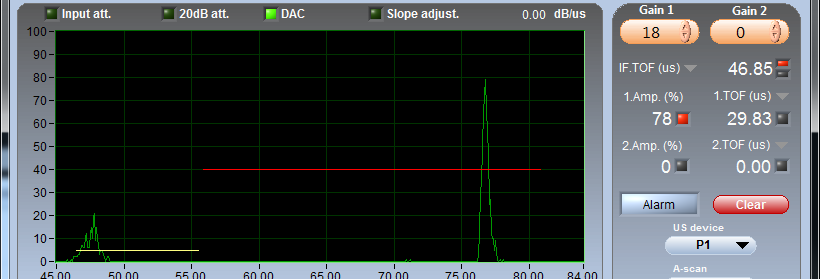 Input att. 20dB att. DAC Slope adjust. 0.00 dB/us
100
90
80
70
60
50
40
30
20
10
0
45.00 50.00 55.00 60.00 65.00 70.00 75.00 80.00 84.00
Gain 1 Gain 2
18 0
IF.TOF (us) 46.85
1.Amp. (%) 1.TOF (us)
78 29.83
2.Amp. (%) 2.TOF (us)
0 0.00
Alarm Clear
US device
P1
A-scan